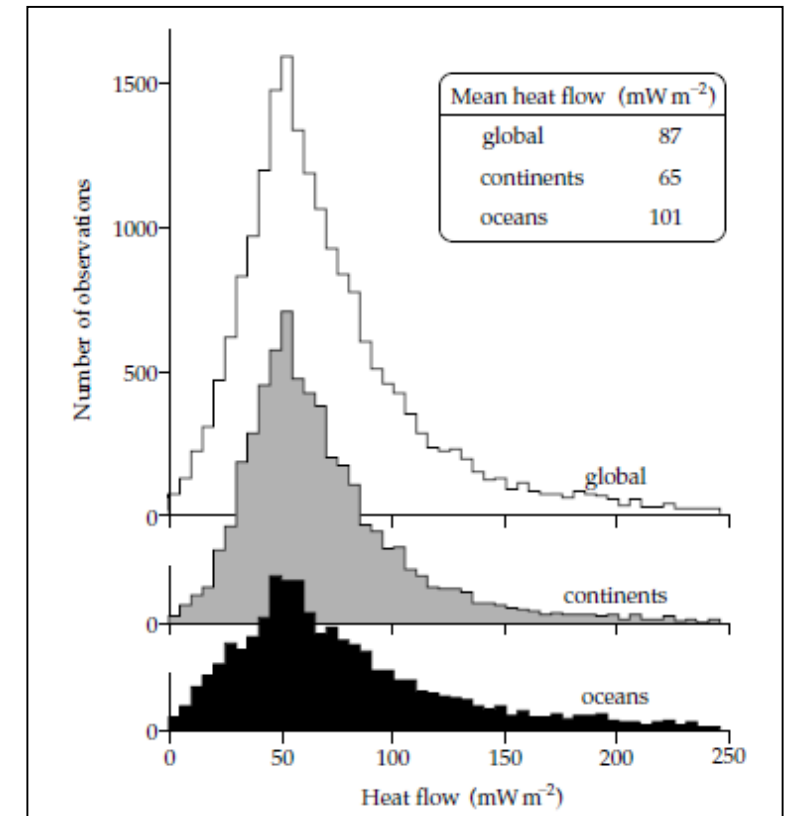 Mean heat flow (mW m⁻²)
global 87
continents 65
oceans 101
Number of observations
1500
1000
500
0
global
0
continents
0
oceans
0 50 100 150 200 250
Heat flow (mW m⁻²)